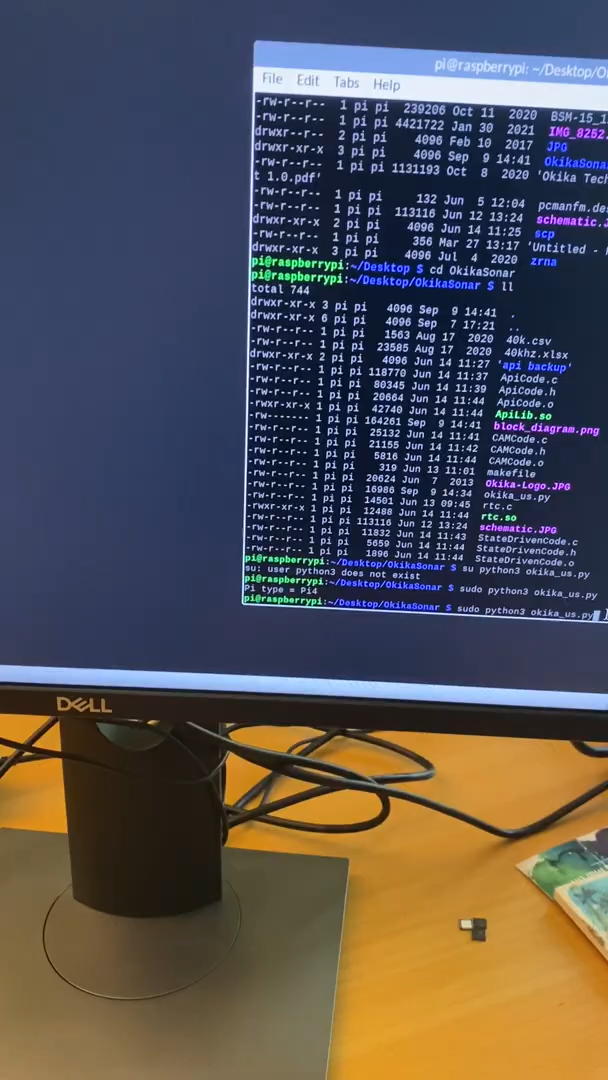 pi@raspberrypi: ~/Desktop/O
File Edit Tabs Help
-rw-r--r-- 1 pi pi 239206 Oct 11 2020 BSM-15_1
-rw-r--r-- 1 pi pi 4421722 Jan 30 2021 IMG_8252.
drwxr--r-- 2 pi pi 4096 Feb 10 2017 JPG
drwxr-xr-x 3 pi pi 4096 Sep 9 14:41 OkikaSona
-rw-r--r-- 1 pi pi 1131193 Oct 8 2020 'Okika Tech
t 1.0.pdf'
-rw-r--r-- 1 pi pi 132 Jun 5 12:04 pcmanfm.des
-rw-r--r-- 1 pi pi 113116 Jun 12 13:24 schematic.J
drwxr-xr-x 2 pi pi 4096 Jun 14 11:25 scp
-rw-r--r-- 1 pi pi 356 Mar 27 13:17 'Untitled -
drwxr-xr-x 3 pi pi 4096 Jul 4 2020 zrna
pi@raspberrypi:~/Desktop $ cd OkikaSonar
pi@raspberrypi:~/Desktop/OkikaSonar $ ll
total 744
drwxr-xr-x 3 pi pi 4096 Sep 9 14:41 .
drwxr-xr-x 6 pi pi 4096 Sep 7 17:21 ..
-rw-r--r-- 1 pi pi 1563 Aug 17 2020 40k.csv
-rw-r--r-- 1 pi pi 23585 Aug 17 2020 40khz.xlsx
drwxr-xr-x 2 pi pi 4096 Jun 14 11:27 'api backup'
-rw-r--r-- 1 pi pi 118770 Jun 14 11:37 ApiCode.c
-rw-r--r-- 1 pi pi 80345 Jun 14 11:39 ApiCode.h
-rw-r--r-- 1 pi pi 20664 Jun 14 11:44 ApiCode.o
-rwxr-xr-x 1 pi pi 42740 Jun 14 11:44 ApiLib.so
-rw------- 1 pi pi 164261 Sep 9 14:41 block_diagram.png
-rw-r--r-- 1 pi pi 25132 Jun 14 11:41 CAMCode.c
-rw-r--r-- 1 pi pi 21155 Jun 14 11:42 CAMCode.h
-rw-r--r-- 1 pi pi 5816 Jun 14 11:44 CAMCode.o
-rw-r--r-- 1 pi pi 319 Jun 13 11:01 makefile
-rw-r--r-- 1 pi pi 20624 Jun 7 2013 Okika-Logo.JPG
-rw-r--r-- 1 pi pi 16986 Sep 9 14:34 okika_us.py
-rw-r--r-- 1 pi pi 14501 Jun 13 09:45 rtc.c
-rwxr-xr-x 1 pi pi 12488 Jun 14 11:44 rtc.so
-rw-r--r-- 1 pi pi 113116 Jun 12 13:24 schematic.JPG
-rw-r--r-- 1 pi pi 11832 Jun 14 11:43 StateDrivenCode.c
-rw-r--r-- 1 pi pi 5659 Jun 14 11:44 StateDrivenCode.h
-rw-r--r-- 1 pi pi 1896 Jun 14 11:44 StateDrivenCode.o
pi@raspberrypi:~/Desktop/OkikaSonar $ su python3 okika_us.py
su: user python3 does not exist
pi@raspberrypi:~/Desktop/OkikaSonar $ sudo python3 okika_us.py
Pi type = Pi4
pi@raspberrypi:~/Desktop/OkikaSonar $ sudo python3 okika_us.py
DELL